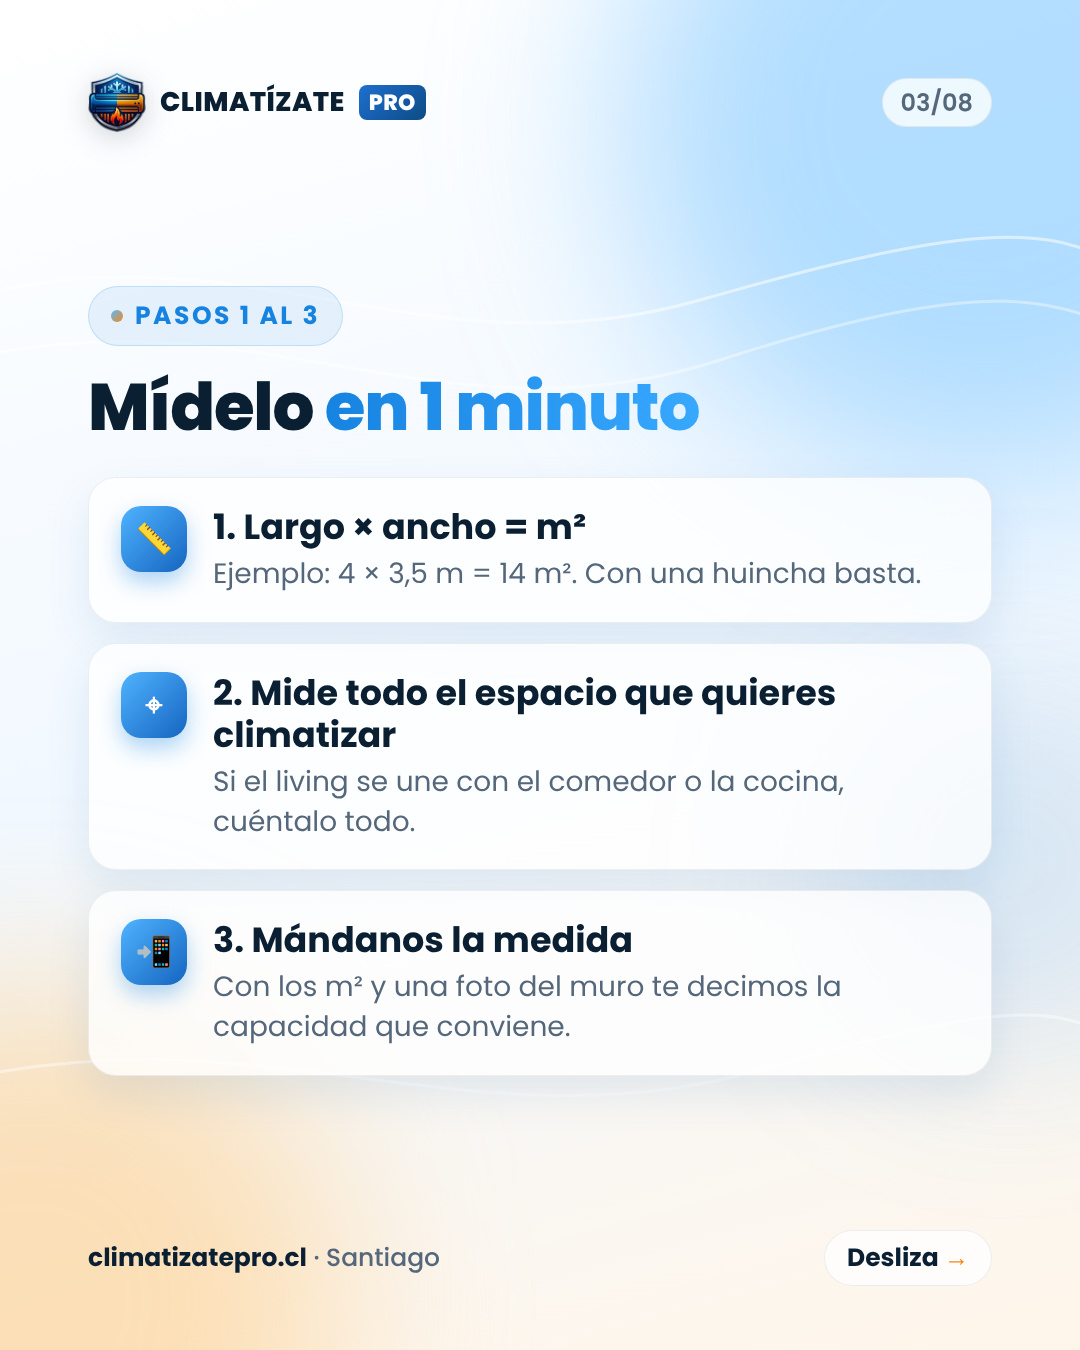 CLIMATÍZATE PRO
03/08
PASOS 1 AL 3
Mídelo en 1 minuto
1. Largo × ancho = m²
Ejemplo: 4 × 3,5 m = 14 m². Con una huincha basta.
2. Mide todo el espacio que quieres
climatizar
Si el living se une con el comedor o la cocina,
cuéntalo todo.
3. Mándanos la medida
Con los m² y una foto del muro te decimos la
capacidad que conviene.
climatizatepro.cl · Santiago
Desliza →